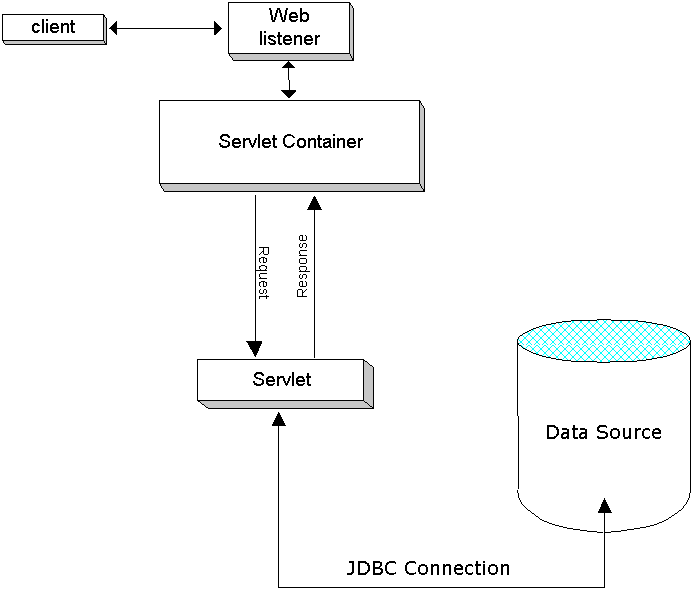 client
Web
listener
Servlet Container
Request
Response
Servlet
Data Source
JDBC Connection